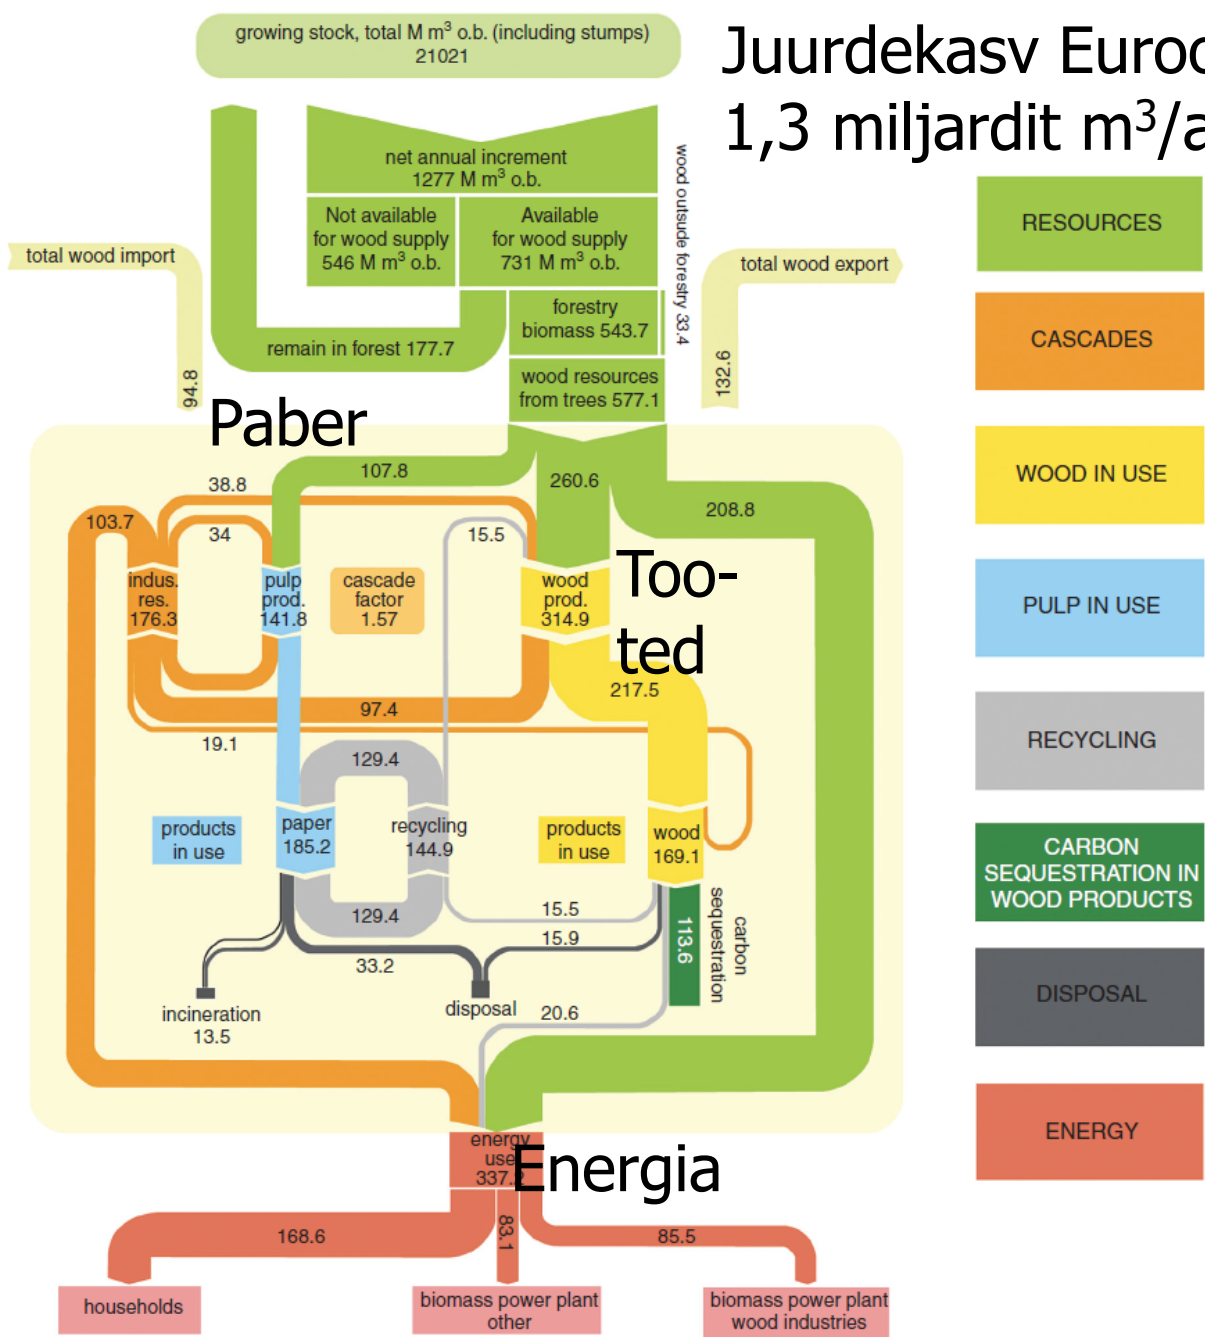 growing stock, total M m³ o.b. (including stumps)
21021
Juurdekasv
1,3 miljardit m³/a
net annual increment
1277 M m³ o.b.
Not available
for wood supply
546 M m³ o.b.
Available
for wood supply
731 M m³ o.b.
wood outsude forestry 33.4
total wood import
94.8
total wood export
132.6
forestry
biomass 543.7
remain in forest 177.7
wood resources
from trees 577.1
Paber
107.8
260.6
208.8
38.8
103.7
34
15.5
indus.
res.
176.3
pulp
prod.
141.8
cascade
factor
1.57
wood
prod.
314.9
Too-
ted
217.5
97.4
19.1
129.4
products
in use
paper
185.2
recycling
144.9
products
in use
wood
169.1
129.4
15.5
15.9
33.2
113.6
carbon
sequestration
incineration
13.5
disposal
20.6
energy
use
Energia
168.6
83.1
85.5
households
biomass power plant
other
biomass power plant
wood industries
RESOURCES
CASCADES
WOOD IN USE
PULP IN USE
RECYCLING
CARBON
SEQUESTRATION IN
WOOD PRODUCTS
DISPOSAL
ENERGY